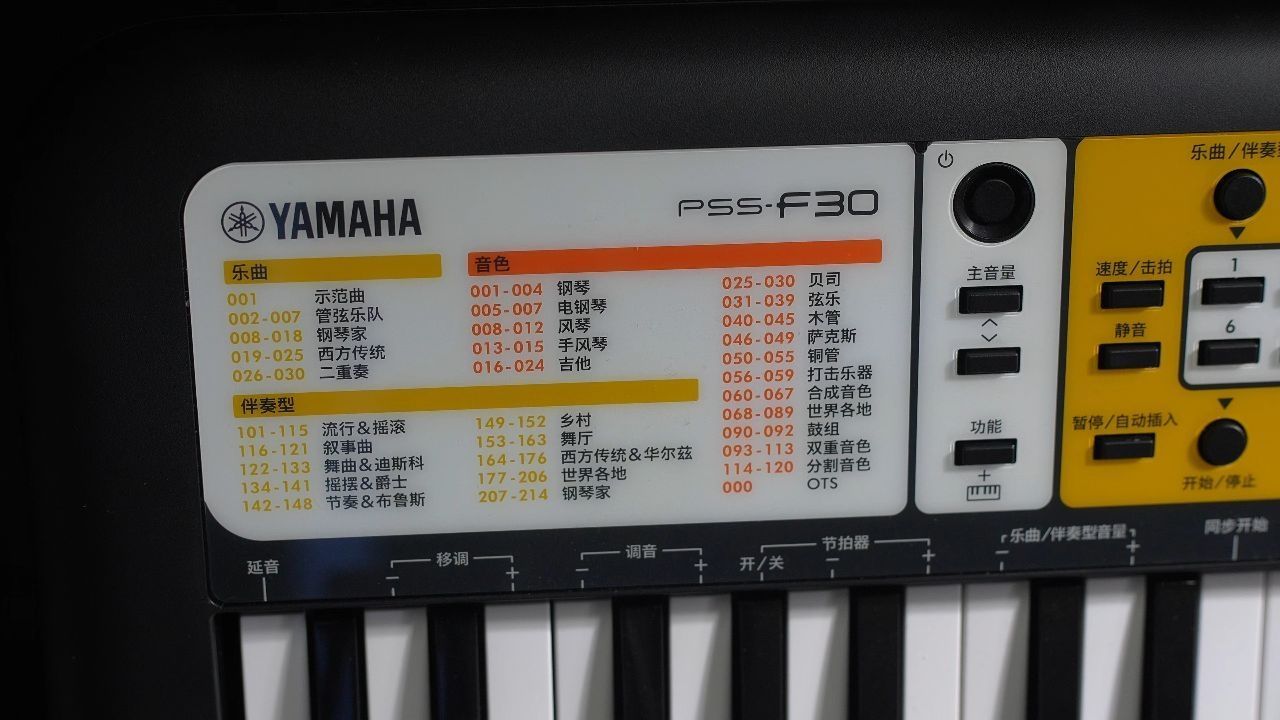 YAMAHA
PSS-F30
乐曲
001 示范曲
002-007 管弦乐队
008-018 钢琴家
019-025 西方传统
026-030 二重奏
音色
001-004 钢琴
005-007 电钢琴
008-012 风琴
013-015 手风琴
016-024 吉他
025-030 贝司
031-039 弦乐
040-045 木管
046-049 萨克斯
050-055 铜管
056-059 打击乐器
060-067 合成音色
068-089 世界各地
090-092 鼓组
093-113 双重音色
114-120 分割音色
000 OTS
伴奏型
101-115 流行&摇滚
116-121 叙事曲
122-133 舞曲&迪斯科
134-141 摇摆&爵士
142-148 节奏&布鲁斯
149-152 乡村
153-163 舞厅
164-176 西方传统&华尔兹
177-206 世界各地
207-214 钢琴家
主音量
功能
+
乐曲/伴奏
速度/击拍
静音
暂停/自动插入
1
6
开始/停止
延音
移调
- +
调音
- +
节拍器
开/关 - +
乐曲/伴奏型音量
- +
同步开始